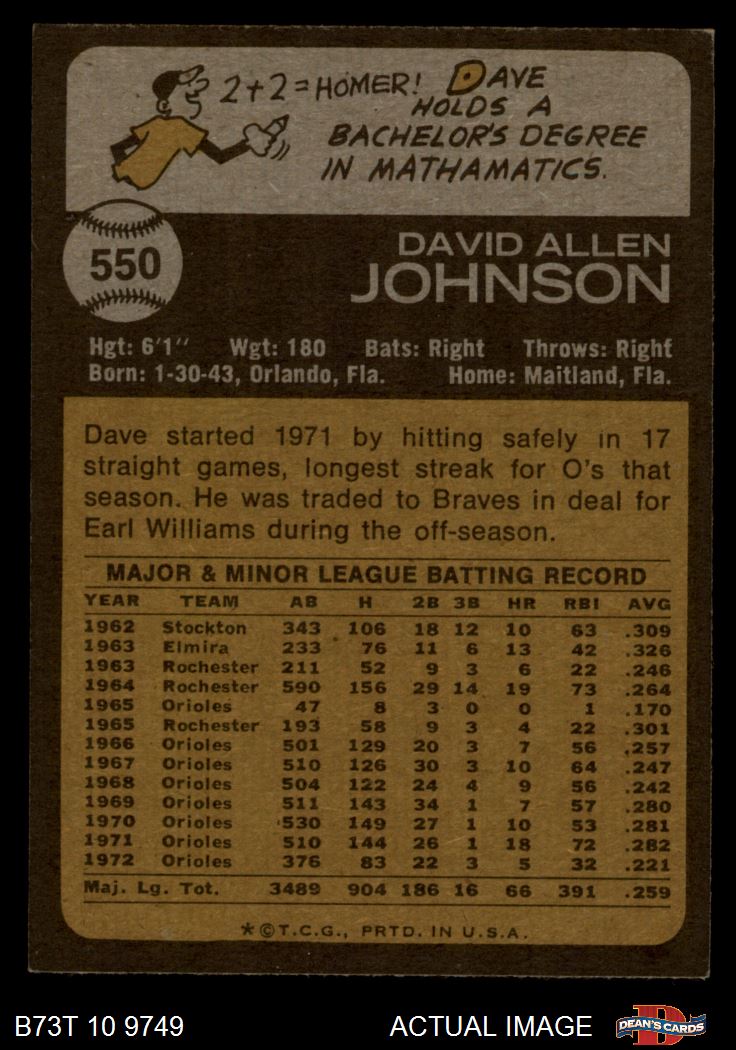 2+2=HOMER! DAVE
HOLDS A
BACHELOR'S DEGREE
IN MATHAMATICS.
550
DAVID ALLEN
JOHNSON
Hgt: 6'1" Wgt: 180 Bats: Right Throws: Right
Born: 1-30-43, Orlando, Fla. Home: Maitland, Fla.
Dave started 1971 by hitting safely in 17
straight games, longest streak for O's that
season. He was traded to Braves in deal for
Earl Williams during the off-season.
MAJOR & MINOR LEAGUE BATTING RECORD
YEAR TEAM AB H 2B 3B HR RBI AVG
1962 Stockton 343 106 18 12 10 63 .309
1963 Elmira 233 76 11 6 13 42 .326
1963 Rochester 211 52 9 3 6 22 .246
1964 Rochester 590 156 29 14 19 73 .264
1965 Orioles 47 8 3 0 0 1 .170
1965 Rochester 193 58 9 3 4 22 .301
1966 Orioles 501 129 20 3 7 56 .257
1967 Orioles 510 126 30 3 10 64 .247
1968 Orioles 504 122 24 4 9 56 .242
1969 Orioles 511 143 34 1 7 57 .280
1970 Orioles 530 149 27 1 10 53 .281
1971 Orioles 510 144 26 1 18 72 .282
1972 Orioles 376 83 22 3 5 32 .221
Maj. Lg. Tot. 3489 904 186 16 66 391 .259
*©T.C.G., PRTD. IN U.S.A.
B73T 10 9749 ACTUAL IMAGE DEAN'S CARDS